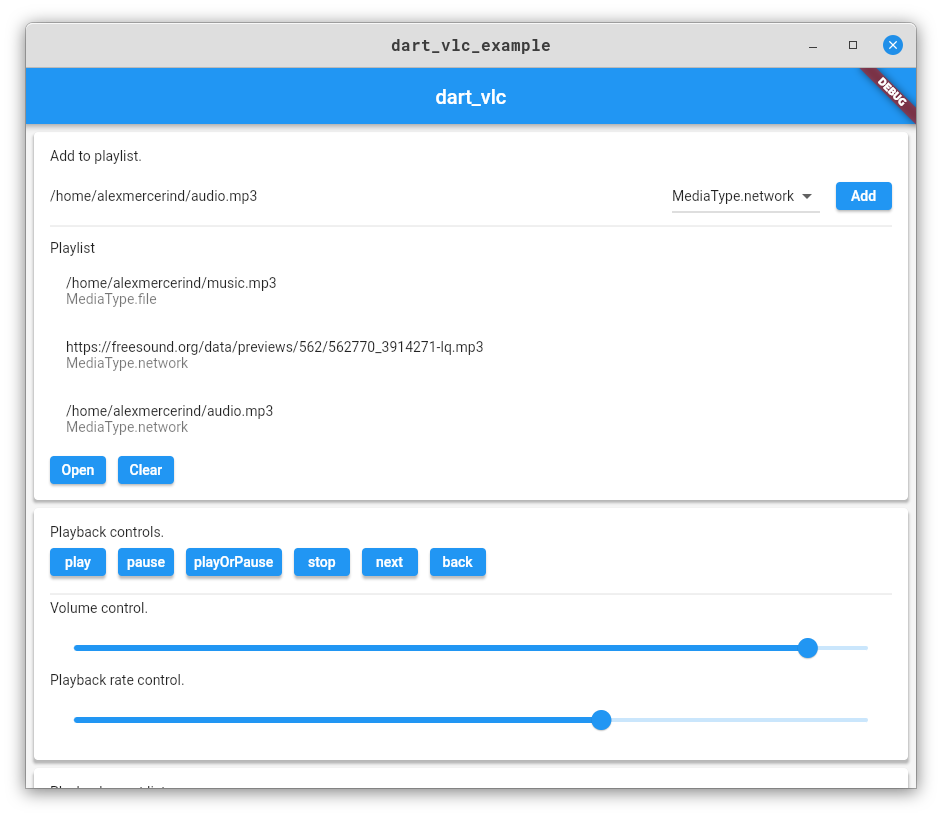 dart_vlc_example
dart_vlc
DEBUG
Add to playlist.
/home/alexmercerind/audio.mp3
MediaType.network
Add
Playlist
/home/alexmercerind/music.mp3
MediaType.file
https://freesound.org/data/previews/562/562770_3914271-lq.mp3
MediaType.network
/home/alexmercerind/audio.mp3
MediaType.network
Open Clear
Playback controls.
play pause playOrPause stop next back
Volume control.
Playback rate control.